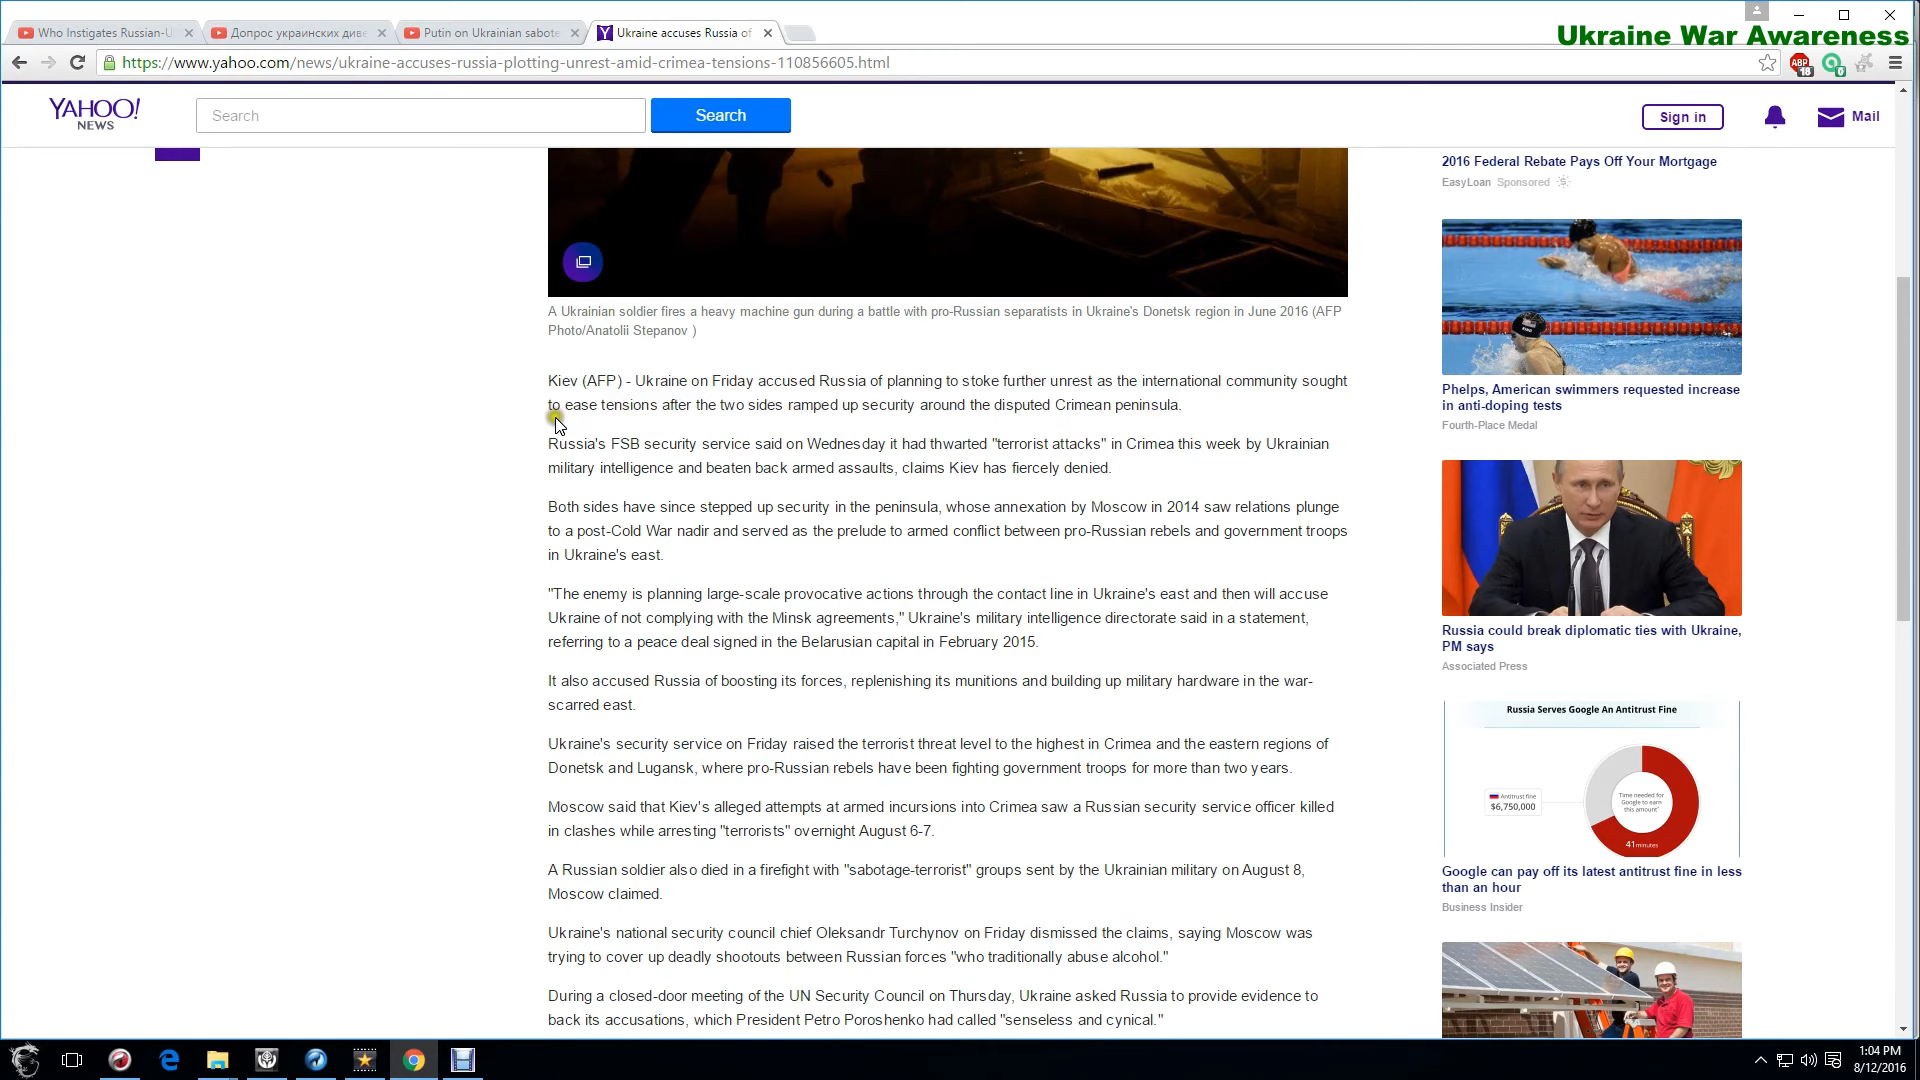 Who Instigates Russian-U
Допрос украинских диве
Putin on Ukrainian sabote
Ukraine accuses Russia of
Ukraine War Awareness
https://www.yahoo.com/news/ukraine-accuses-russia-plotting-unrest-amid-crimea-tensions-110856605.html
ABP
18
0
YAHOO!
NEWS
Search
Search
Sign in
Mail
A Ukrainian soldier fires a heavy machine gun during a battle with pro-Russian separatists in Ukraine's Donetsk region in June 2016 (AFP
Photo/Anatolii Stepanov )
Kiev (AFP) - Ukraine on Friday accused Russia of planning to stoke further unrest as the international community sought
to ease tensions after the two sides ramped up security around the disputed Crimean peninsula.
Russia's FSB security service said on Wednesday it had thwarted "terrorist attacks" in Crimea this week by Ukrainian
military intelligence and beaten back armed assaults, claims Kiev has fiercely denied.
Both sides have since stepped up security in the peninsula, whose annexation by Moscow in 2014 saw relations plunge
to a post-Cold War nadir and served as the prelude to armed conflict between pro-Russian rebels and government troops
in Ukraine's east.
"The enemy is planning large-scale provocative actions through the contact line in Ukraine's east and then will accuse
Ukraine of not complying with the Minsk agreements," Ukraine's military intelligence directorate said in a statement,
referring to a peace deal signed in the Belarusian capital in February 2015.
It also accused Russia of boosting its forces, replenishing its munitions and building up military hardware in the war-
scarred east.
Ukraine's security service on Friday raised the terrorist threat level to the highest in Crimea and the eastern regions of
Donetsk and Lugansk, where pro-Russian rebels have been fighting government troops for more than two years.
Moscow said that Kiev's alleged attempts at armed incursions into Crimea saw a Russian security service officer killed
in clashes while arresting "terrorists" overnight August 6-7.
A Russian soldier also died in a firefight with "sabotage-terrorist" groups sent by the Ukrainian military on August 8,
Moscow claimed.
Ukraine's national security council chief Oleksandr Turchynov on Friday dismissed the claims, saying Moscow was
trying to cover up deadly shootouts between Russian forces "who traditionally abuse alcohol."
During a closed-door meeting of the UN Security Council on Thursday, Ukraine asked Russia to provide evidence to
back its accusations, which President Petro Poroshenko had called "senseless and cynical."
2016 Federal Rebate Pays Off Your Mortgage
EasyLoan Sponsored
Phelps, American swimmers requested increase
in anti-doping tests
Fourth-Place Medal
Russia could break diplomatic ties with Ukraine,
PM says
Associated Press
Russia Serves Google An Antitrust Fine
Antitrust fine
$6,750,000
Time needed for
Google to earn
this amount*
41 minutes
Google can pay off its latest antitrust fine in less
than an hour
Business Insider
1:04 PM
8/12/2016